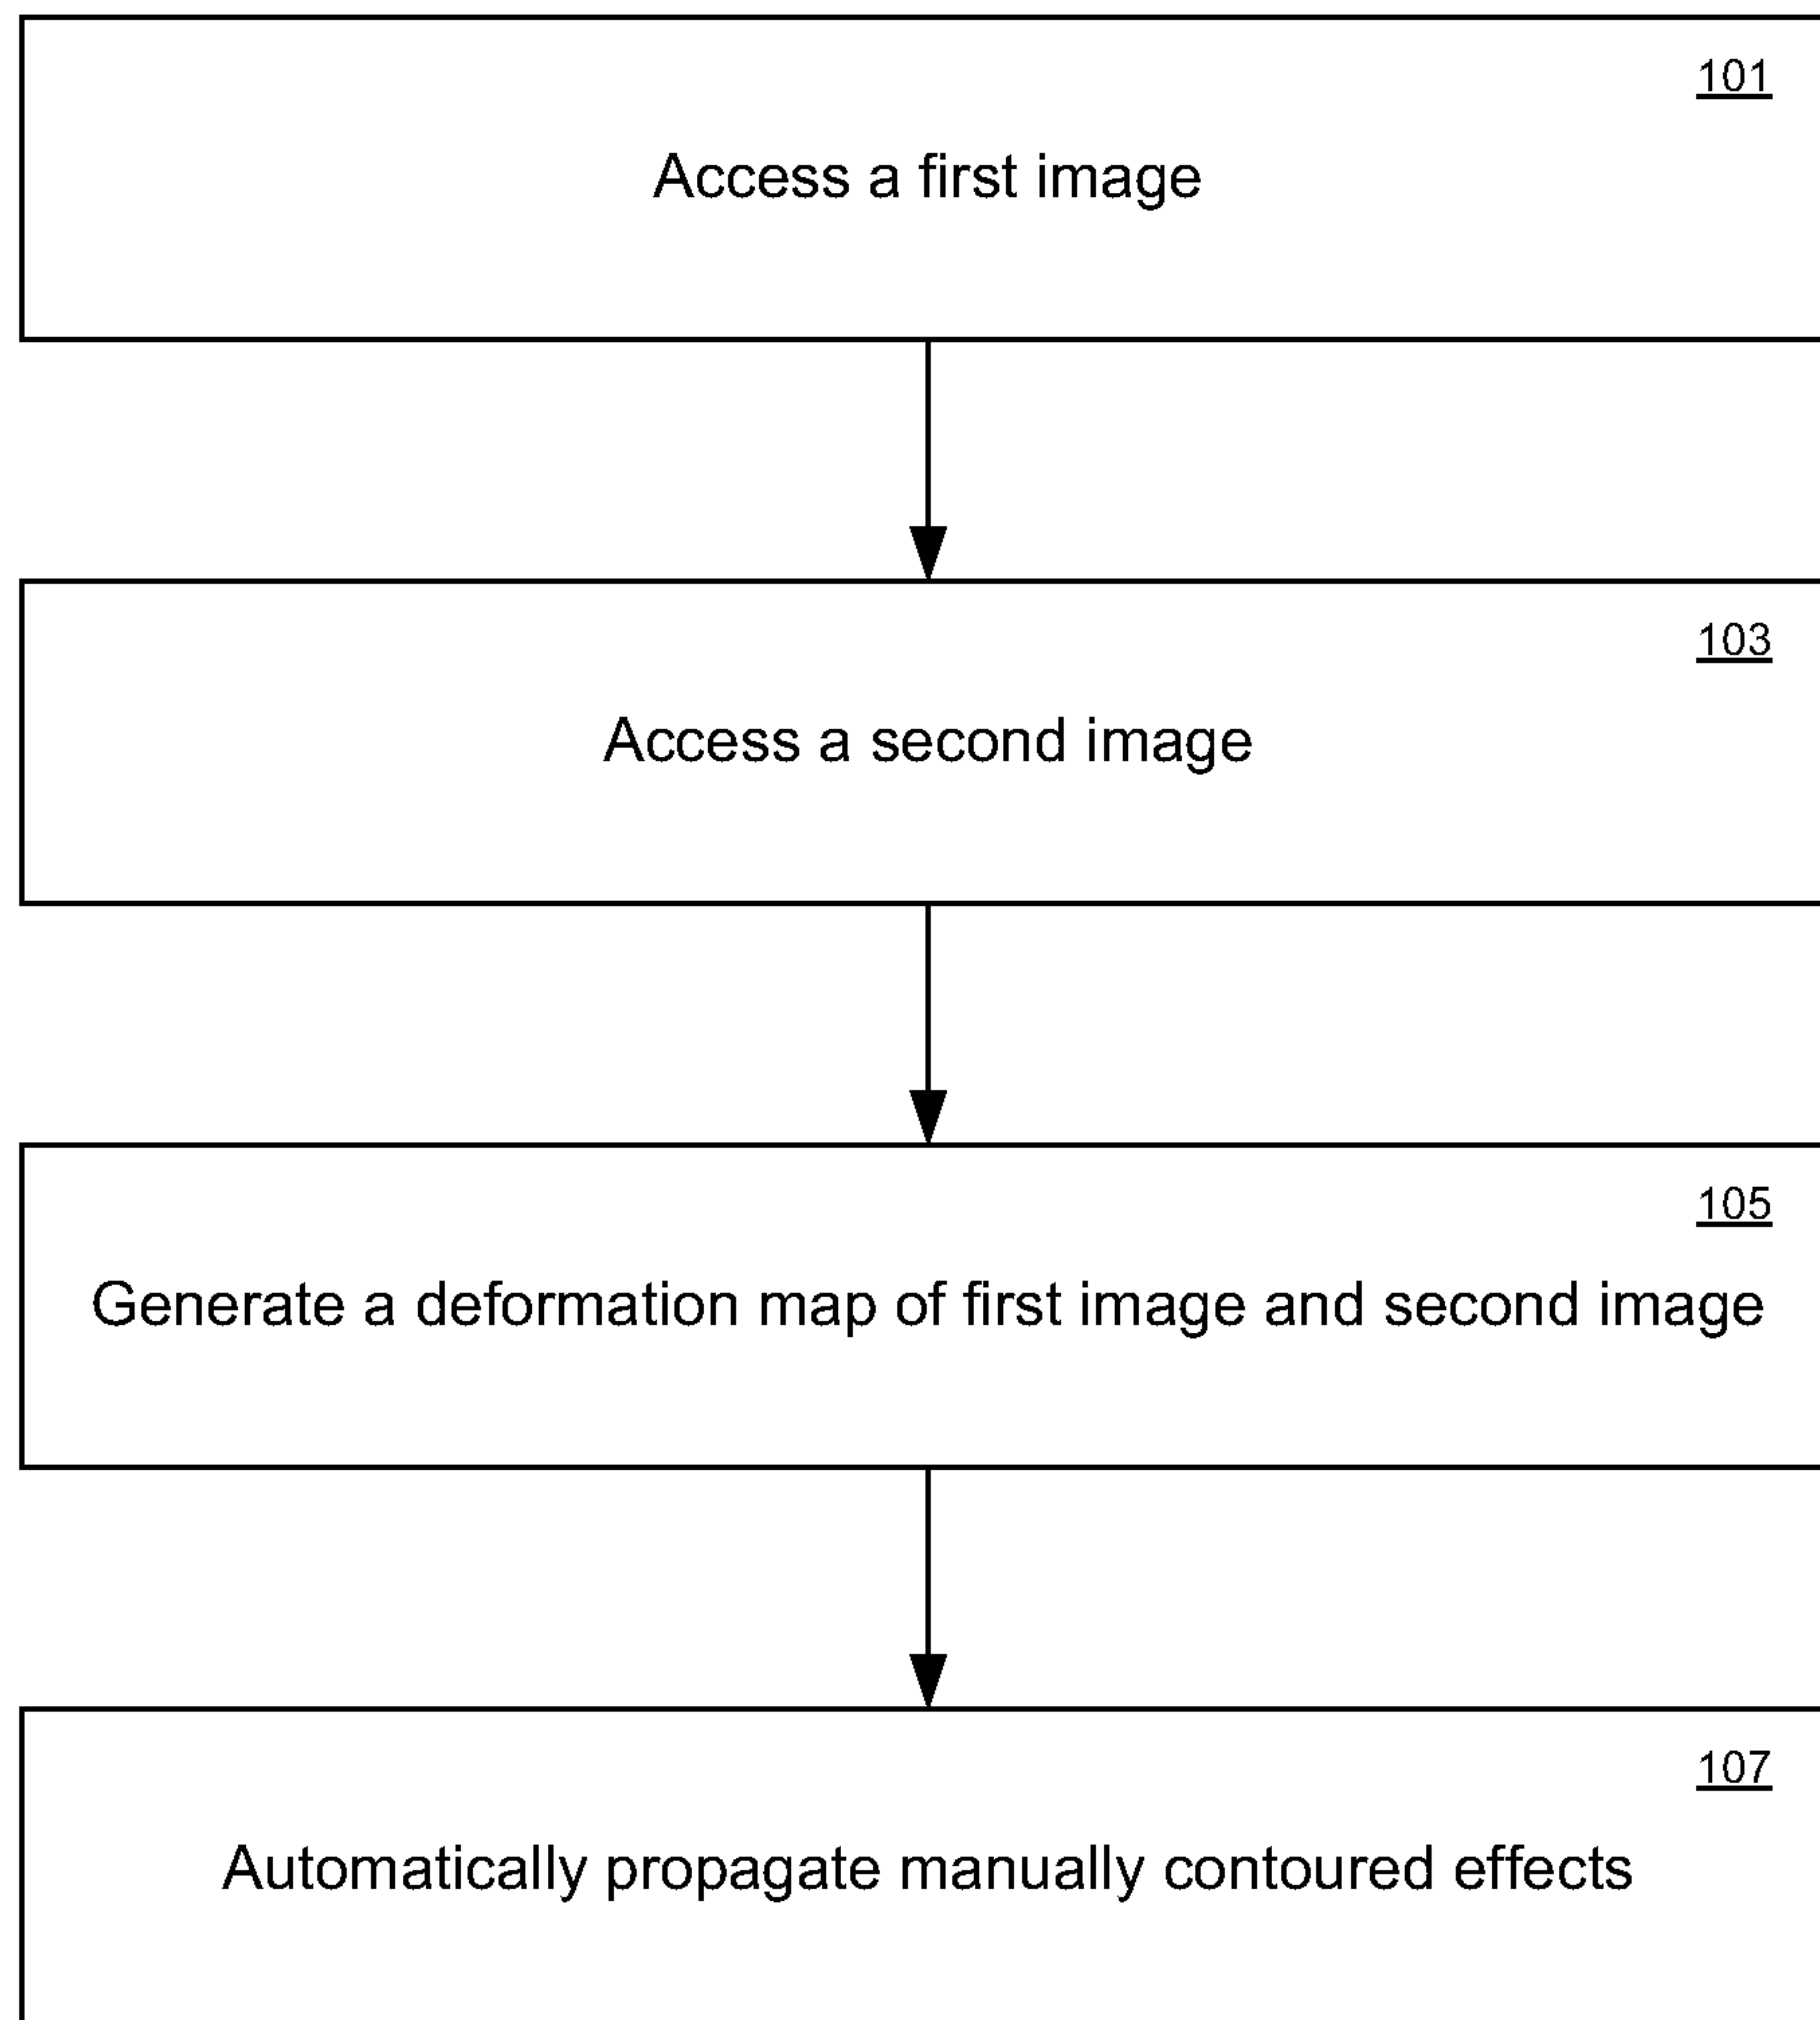 101
Access a first image
103
Access a second image
105
Generate a deformation map of first image and second image
107
Automatically propagate manually contoured effects